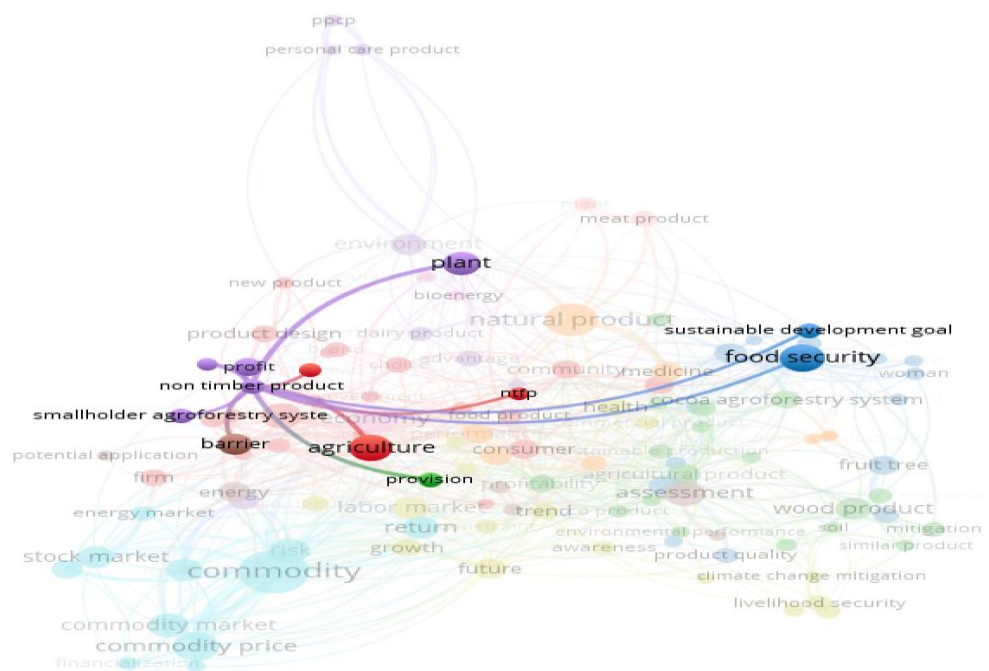 ppcp
personal care product
meat
meat product
environment
plant
new product
bioenergy
natural product
product design
dairy product
sustainable development goal
food security
profit
community
medicine
woman
non timber product
ntfp
health
cocoa agroforestry system
smallholder agroforestry syste
economy
food product
barrier
agriculture
consumer
potential application
provision
agricultural product
fruit tree
firm
profitability
energy
assessment
energy market
labor market
trend
wood product
return
environmental performance
soil
mitigation
stock market
risk
growth
awareness
product quality
similar product
commodity
future
climate change mitigation
livelihood security
commodity market
commodity price
financialization